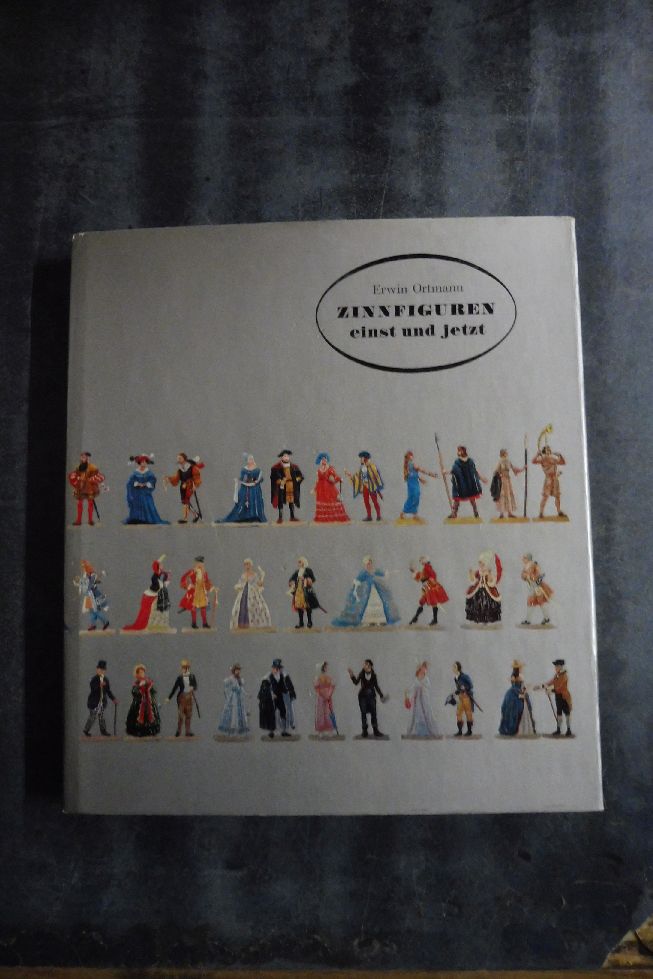 Erwin Ortmann
ZINNFIGUREN
einst und jetzt